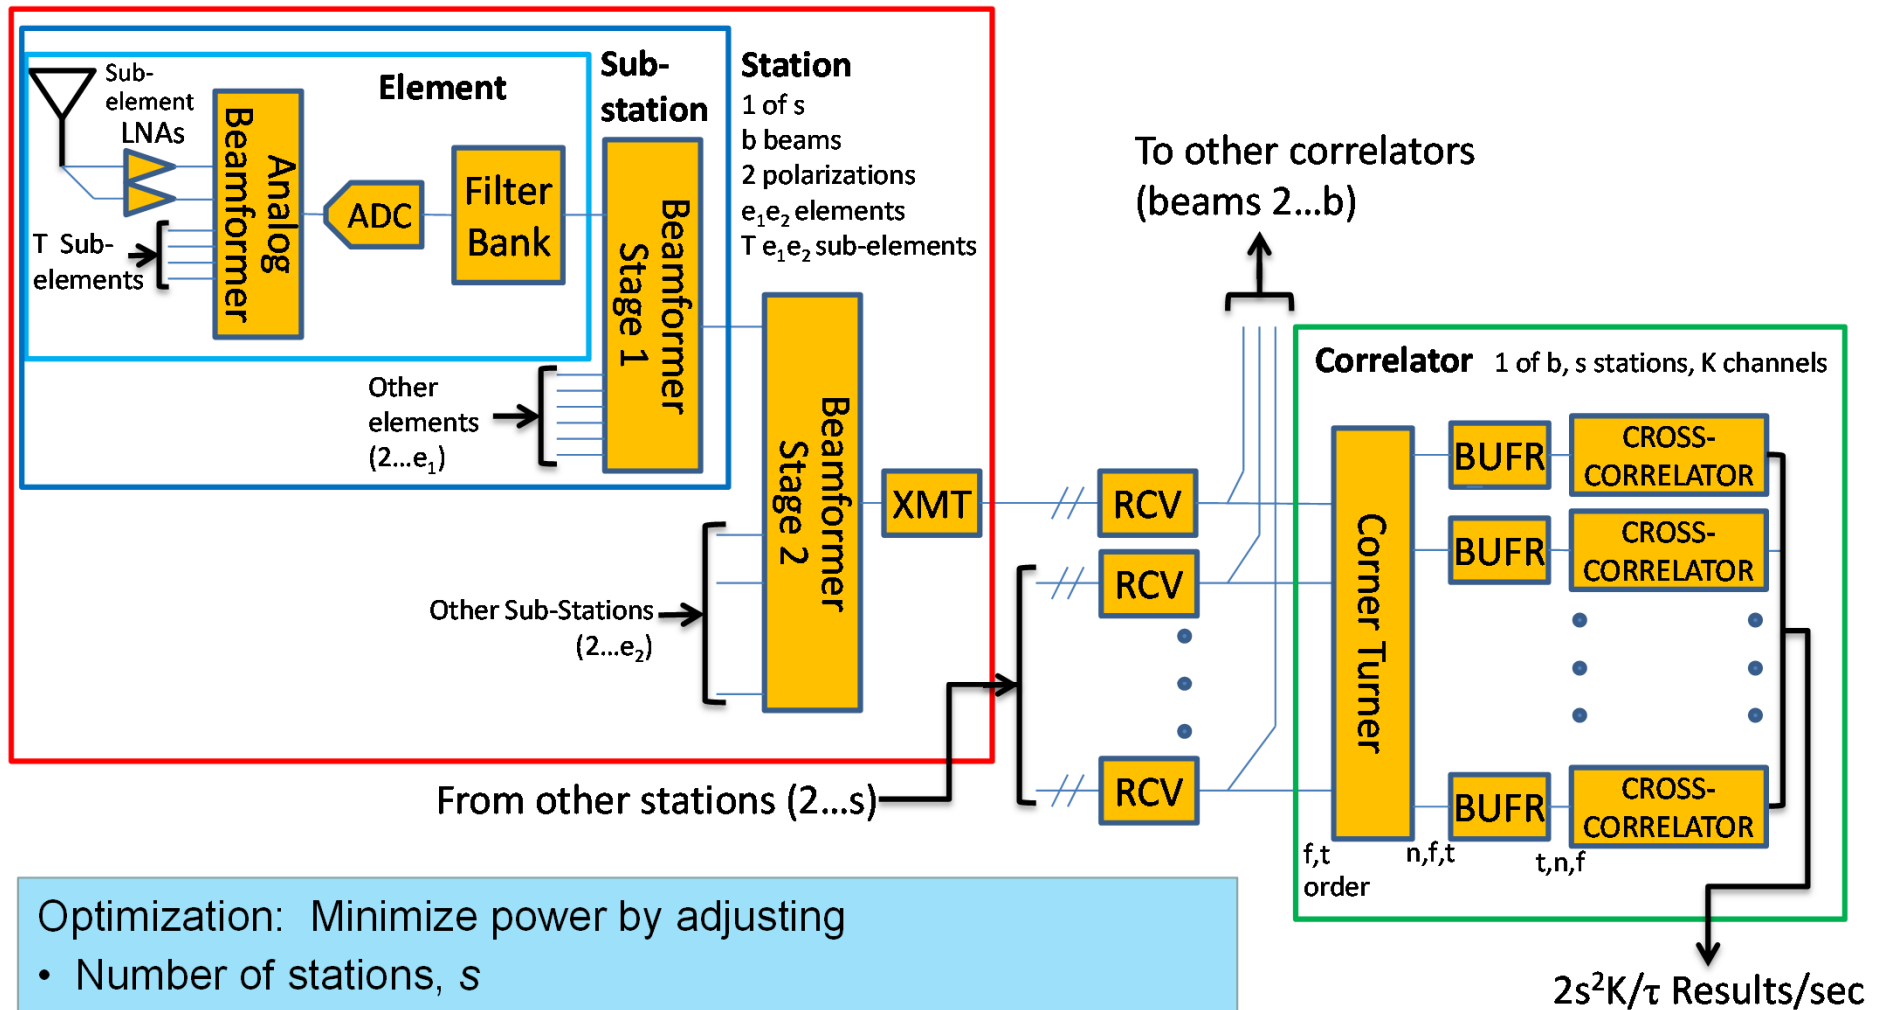 Sub-
element
LNAs
Element
Sub-
station
Station
1 of s
b beams
2 polarizations
e₁e₂ elements
T e₁e₂ sub-elements
T Sub-
elements
Analog
Beamformer
ADC
Filter
Bank
Beamformer
Stage 1
Other
elements
(2...e₁)
Beamformer
Stage 2
Other Sub-Stations
(2...e₂)
XMT
From other stations (2...s)
RCV
RCV
RCV
To other correlators
(beams 2...b)
Correlator 1 of b, s stations, K channels
Corner Turner
BUFR
CROSS-
CORRELATOR
BUFR
CROSS-
CORRELATOR
BUFR
CROSS-
CORRELATOR
f,t
order
n,f,t
t,n,f
2s²K/τ Results/sec
Optimization: Minimize power by adjusting
• Number of stations, s